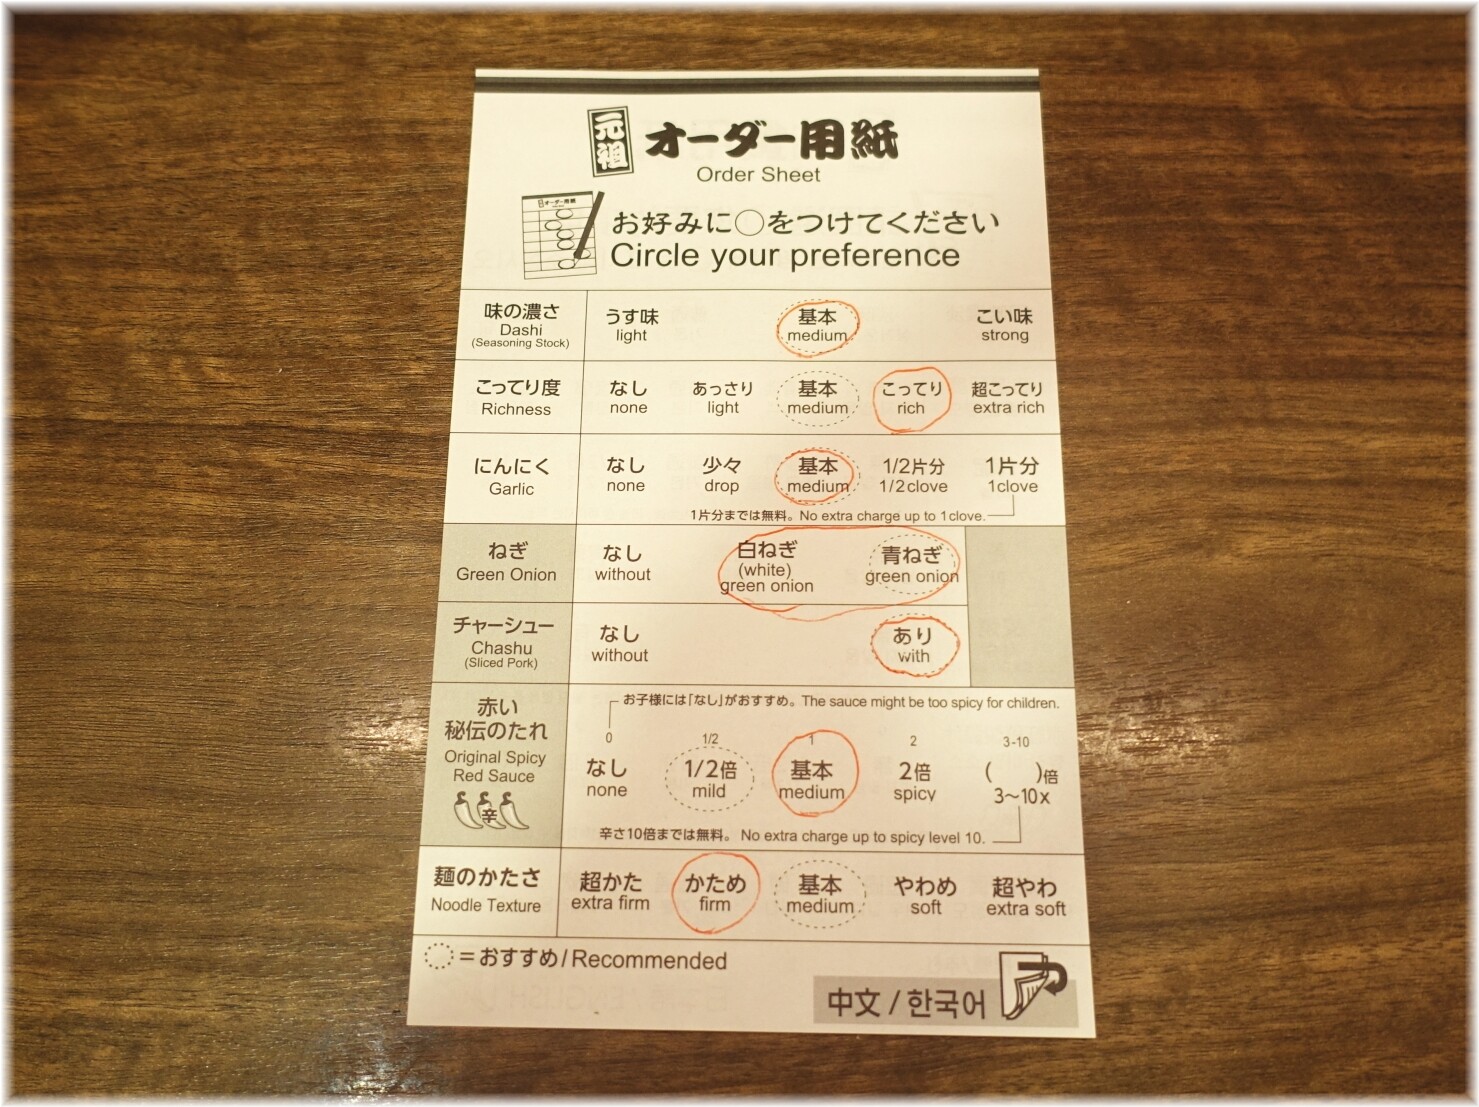 元祖 オーダー用紙
Order Sheet
お好みに○をつけてください
Circle your preference
味の濃さ
Dashi
(Seasoning Stock)
うす味
light
基本
medium
こい味
strong
こってり度
Richness
なし
none
あっさり
light
基本
medium
こってり
rich
超こってり
extra rich
にんにく
Garlic
なし
none
少々
drop
基本
medium
1/2片分
1/2clove
1片分
1clove
1片分までは無料。No extra charge up to 1clove.
ねぎ
Green Onion
なし
without
白ねぎ
(white)
green onion
青ねぎ
green onion
チャーシュー
Chashu
(Sliced Pork)
なし
without
あり
with
赤い
秘伝のたれ
Original Spicy
Red Sauce
辛
お子様には「なし」がおすすめ。The sauce might be too spicy for children.
0
なし
none
1/2
1/2倍
mild
1
基本
medium
2
2倍
spicy
3-10
( )倍
3〜10x
辛さ10倍までは無料。No extra charge up to spicy level 10.
麺のかたさ
Noodle Texture
超かた
extra firm
かため
firm
基本
medium
やわめ
soft
超やわ
extra soft
=おすすめ/Recommended
中文 / 한국어